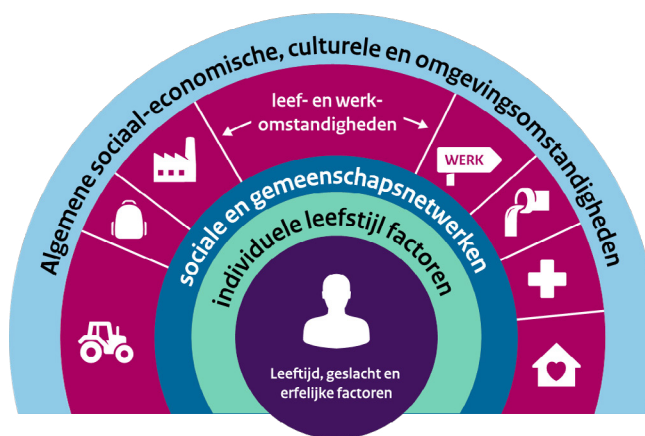 Algemene sociaal-economische, culturele en omgevingsomstandigheden
leef- en werk-
omstandigheden
WERK
sociale en gemeenschapsnetwerken
individuele leefstijl factoren
Leeftijd, geslacht en
erfelijke factoren